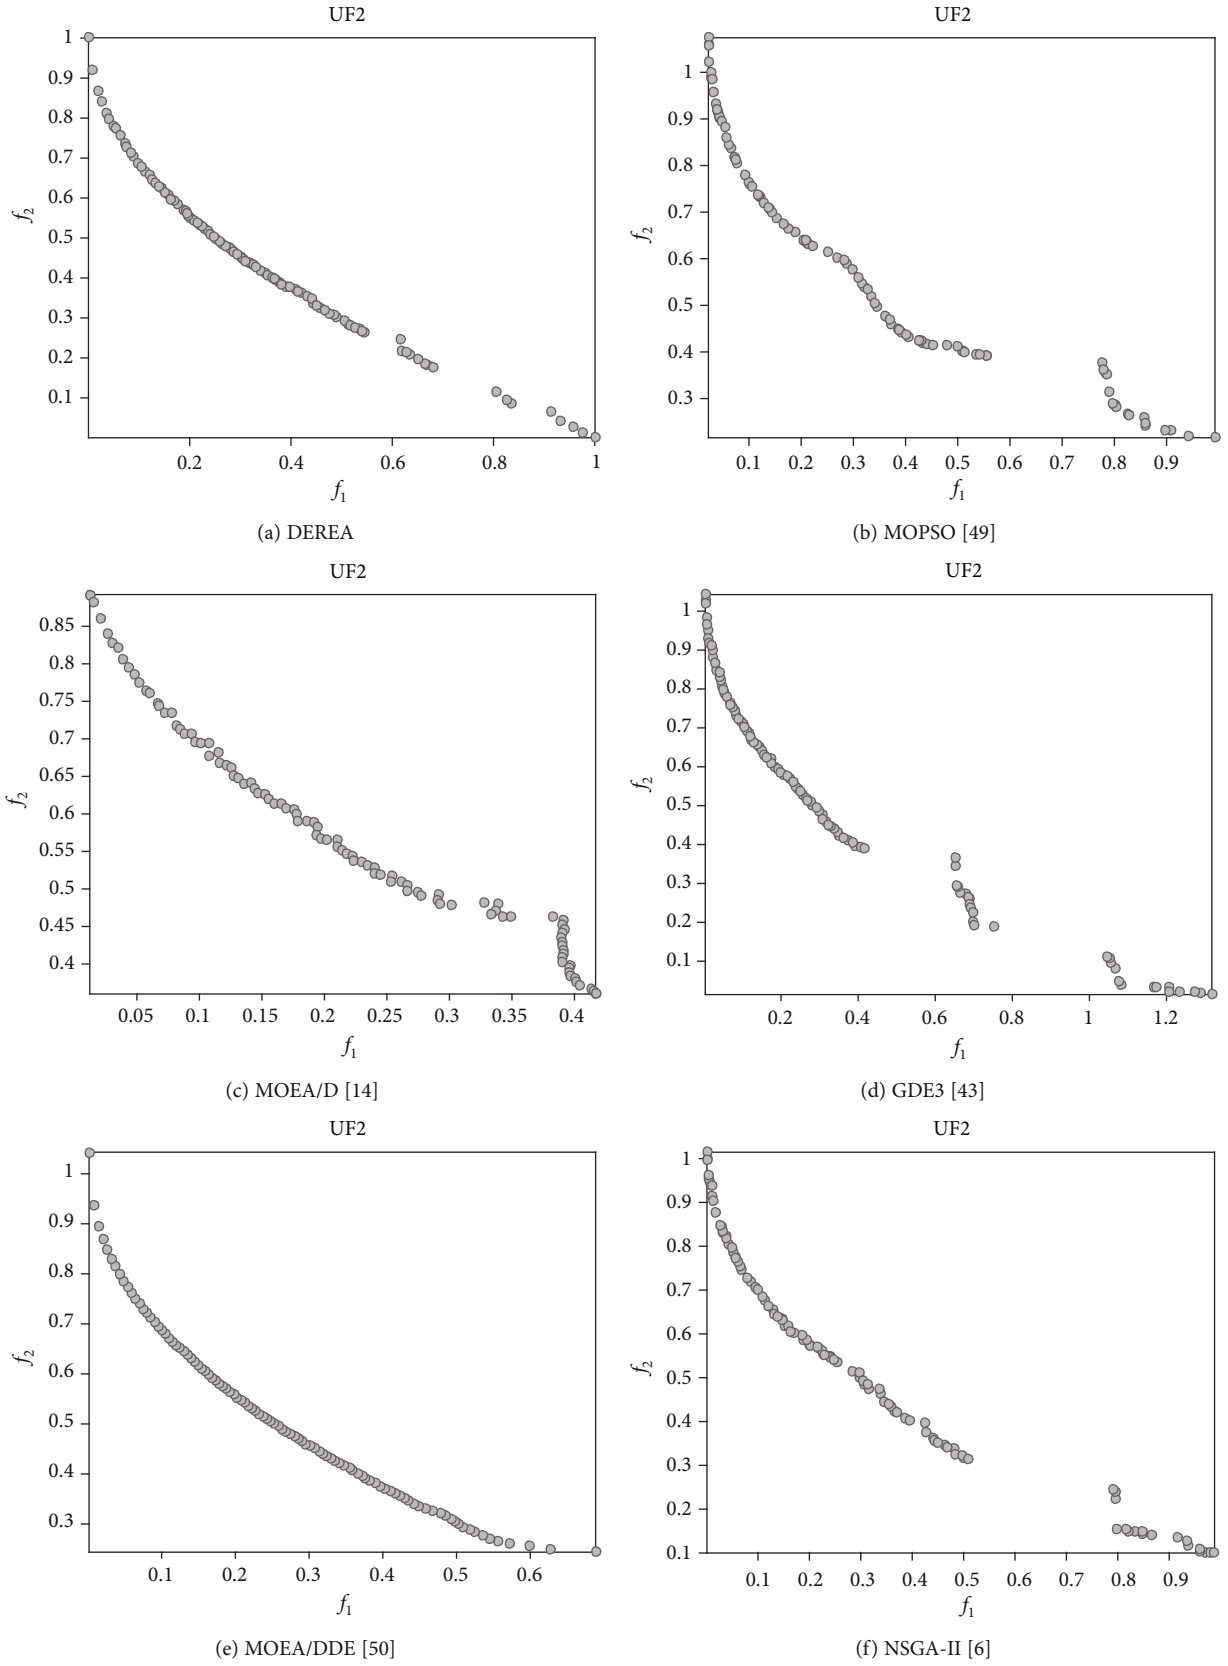 UF2
1
0.9
0.8
0.7
0.6
0.5
0.4
0.3
0.2
0.1
f2
0.2 0.4 0.6 0.8 1
f1
(a) DEREA
UF2
1
0.9
0.8
0.7
0.6
0.5
0.4
0.3
f2
0.1 0.2 0.3 0.4 0.5 0.6 0.7 0.8 0.9
f1
(b) MOPSO [49]
UF2
0.85
0.8
0.75
0.7
0.65
0.6
0.55
0.5
0.45
0.4
f2
0.05 0.1 0.15 0.2 0.25 0.3 0.35 0.4
f1
(c) MOEA/D [14]
UF2
1
0.9
0.8
0.7
0.6
0.5
0.4
0.3
0.2
0.1
f2
0.2 0.4 0.6 0.8 1 1.2
f1
(d) GDE3 [43]
UF2
1
0.9
0.8
0.7
0.6
0.5
0.4
0.3
f2
0.1 0.2 0.3 0.4 0.5 0.6
f1
(e) MOEA/DDE [50]
UF2
1
0.9
0.8
0.7
0.6
0.5
0.4
0.3
0.2
0.1
f2
0.1 0.2 0.3 0.4 0.5 0.6 0.7 0.8 0.9
f1
(f) NSGA-II [6]